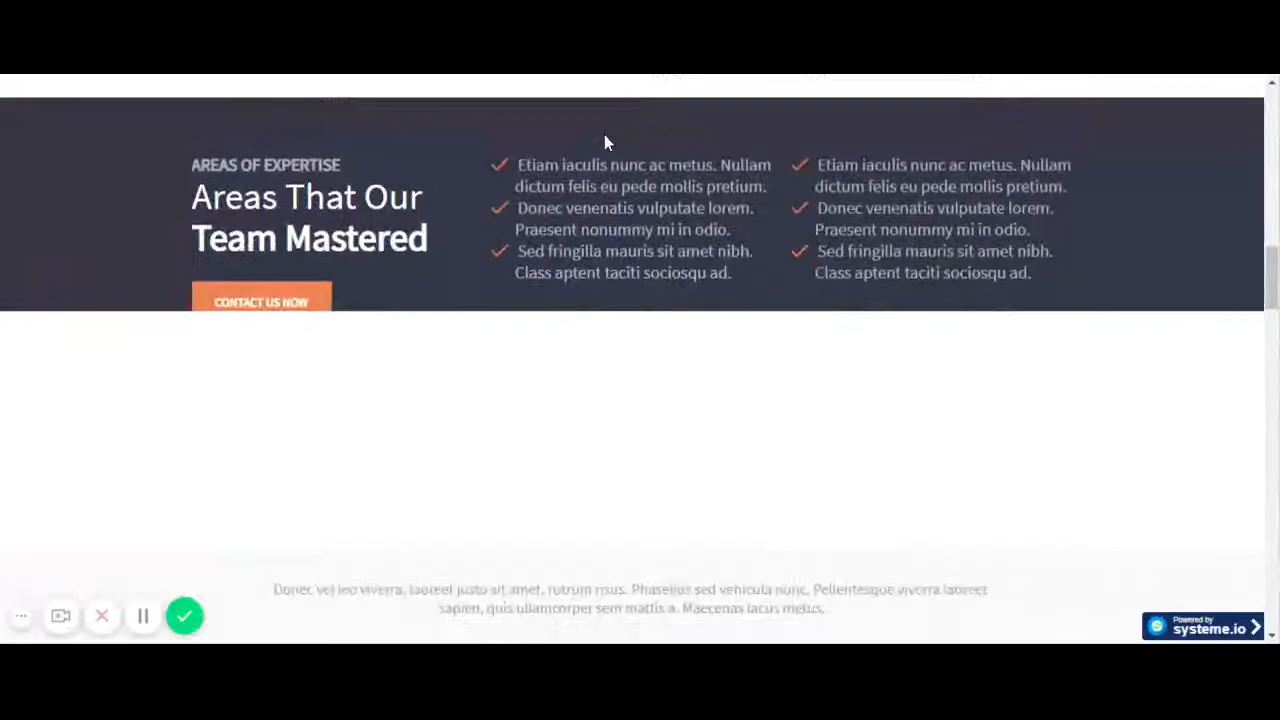 AREAS OF EXPERTISE
Areas That Our
Team Mastered
CONTACT US NOW
Etiam iaculis nunc ac metus. Nullam
dictum felis eu pede mollis pretium.
Donec venenatis vulputate lorem.
Praesent nonummy mi in odio.
Sed fringilla mauris sit amet nibh.
Class aptent taciti sociosqu ad.
Etiam iaculis nunc ac metus. Nullam
dictum felis eu pede mollis pretium.
Donec venenatis vulputate lorem.
Praesent nonummy mi in odio.
Sed fringilla mauris sit amet nibh.
Class aptent taciti sociosqu ad.
Donec vel leo viverra, laoreet justo sit amet, rutrum risus. Phasellus sed vehicula nunc. Pellentesque viverra laoreet
sapien, quis ullamcorper sem mattis a. Maecenas lacus metus.
Powered by
systeme.io